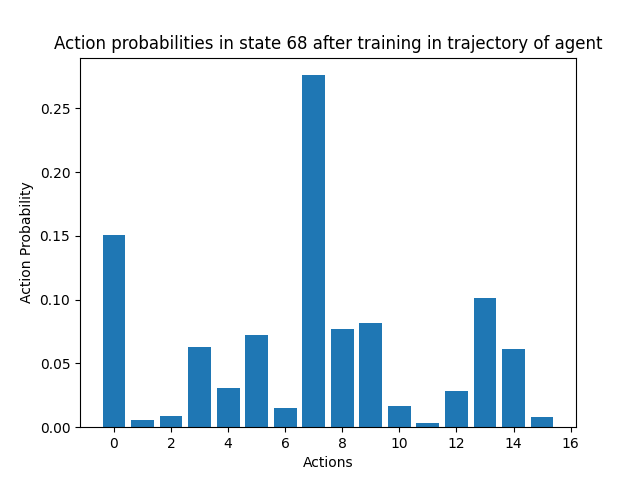 Action probabilities in state 68 after training in trajectory of agent
Action Probability
0.25
0.20
0.15
0.10
0.05
0.00
0 2 4 6 8 10 12 14 16
Actions